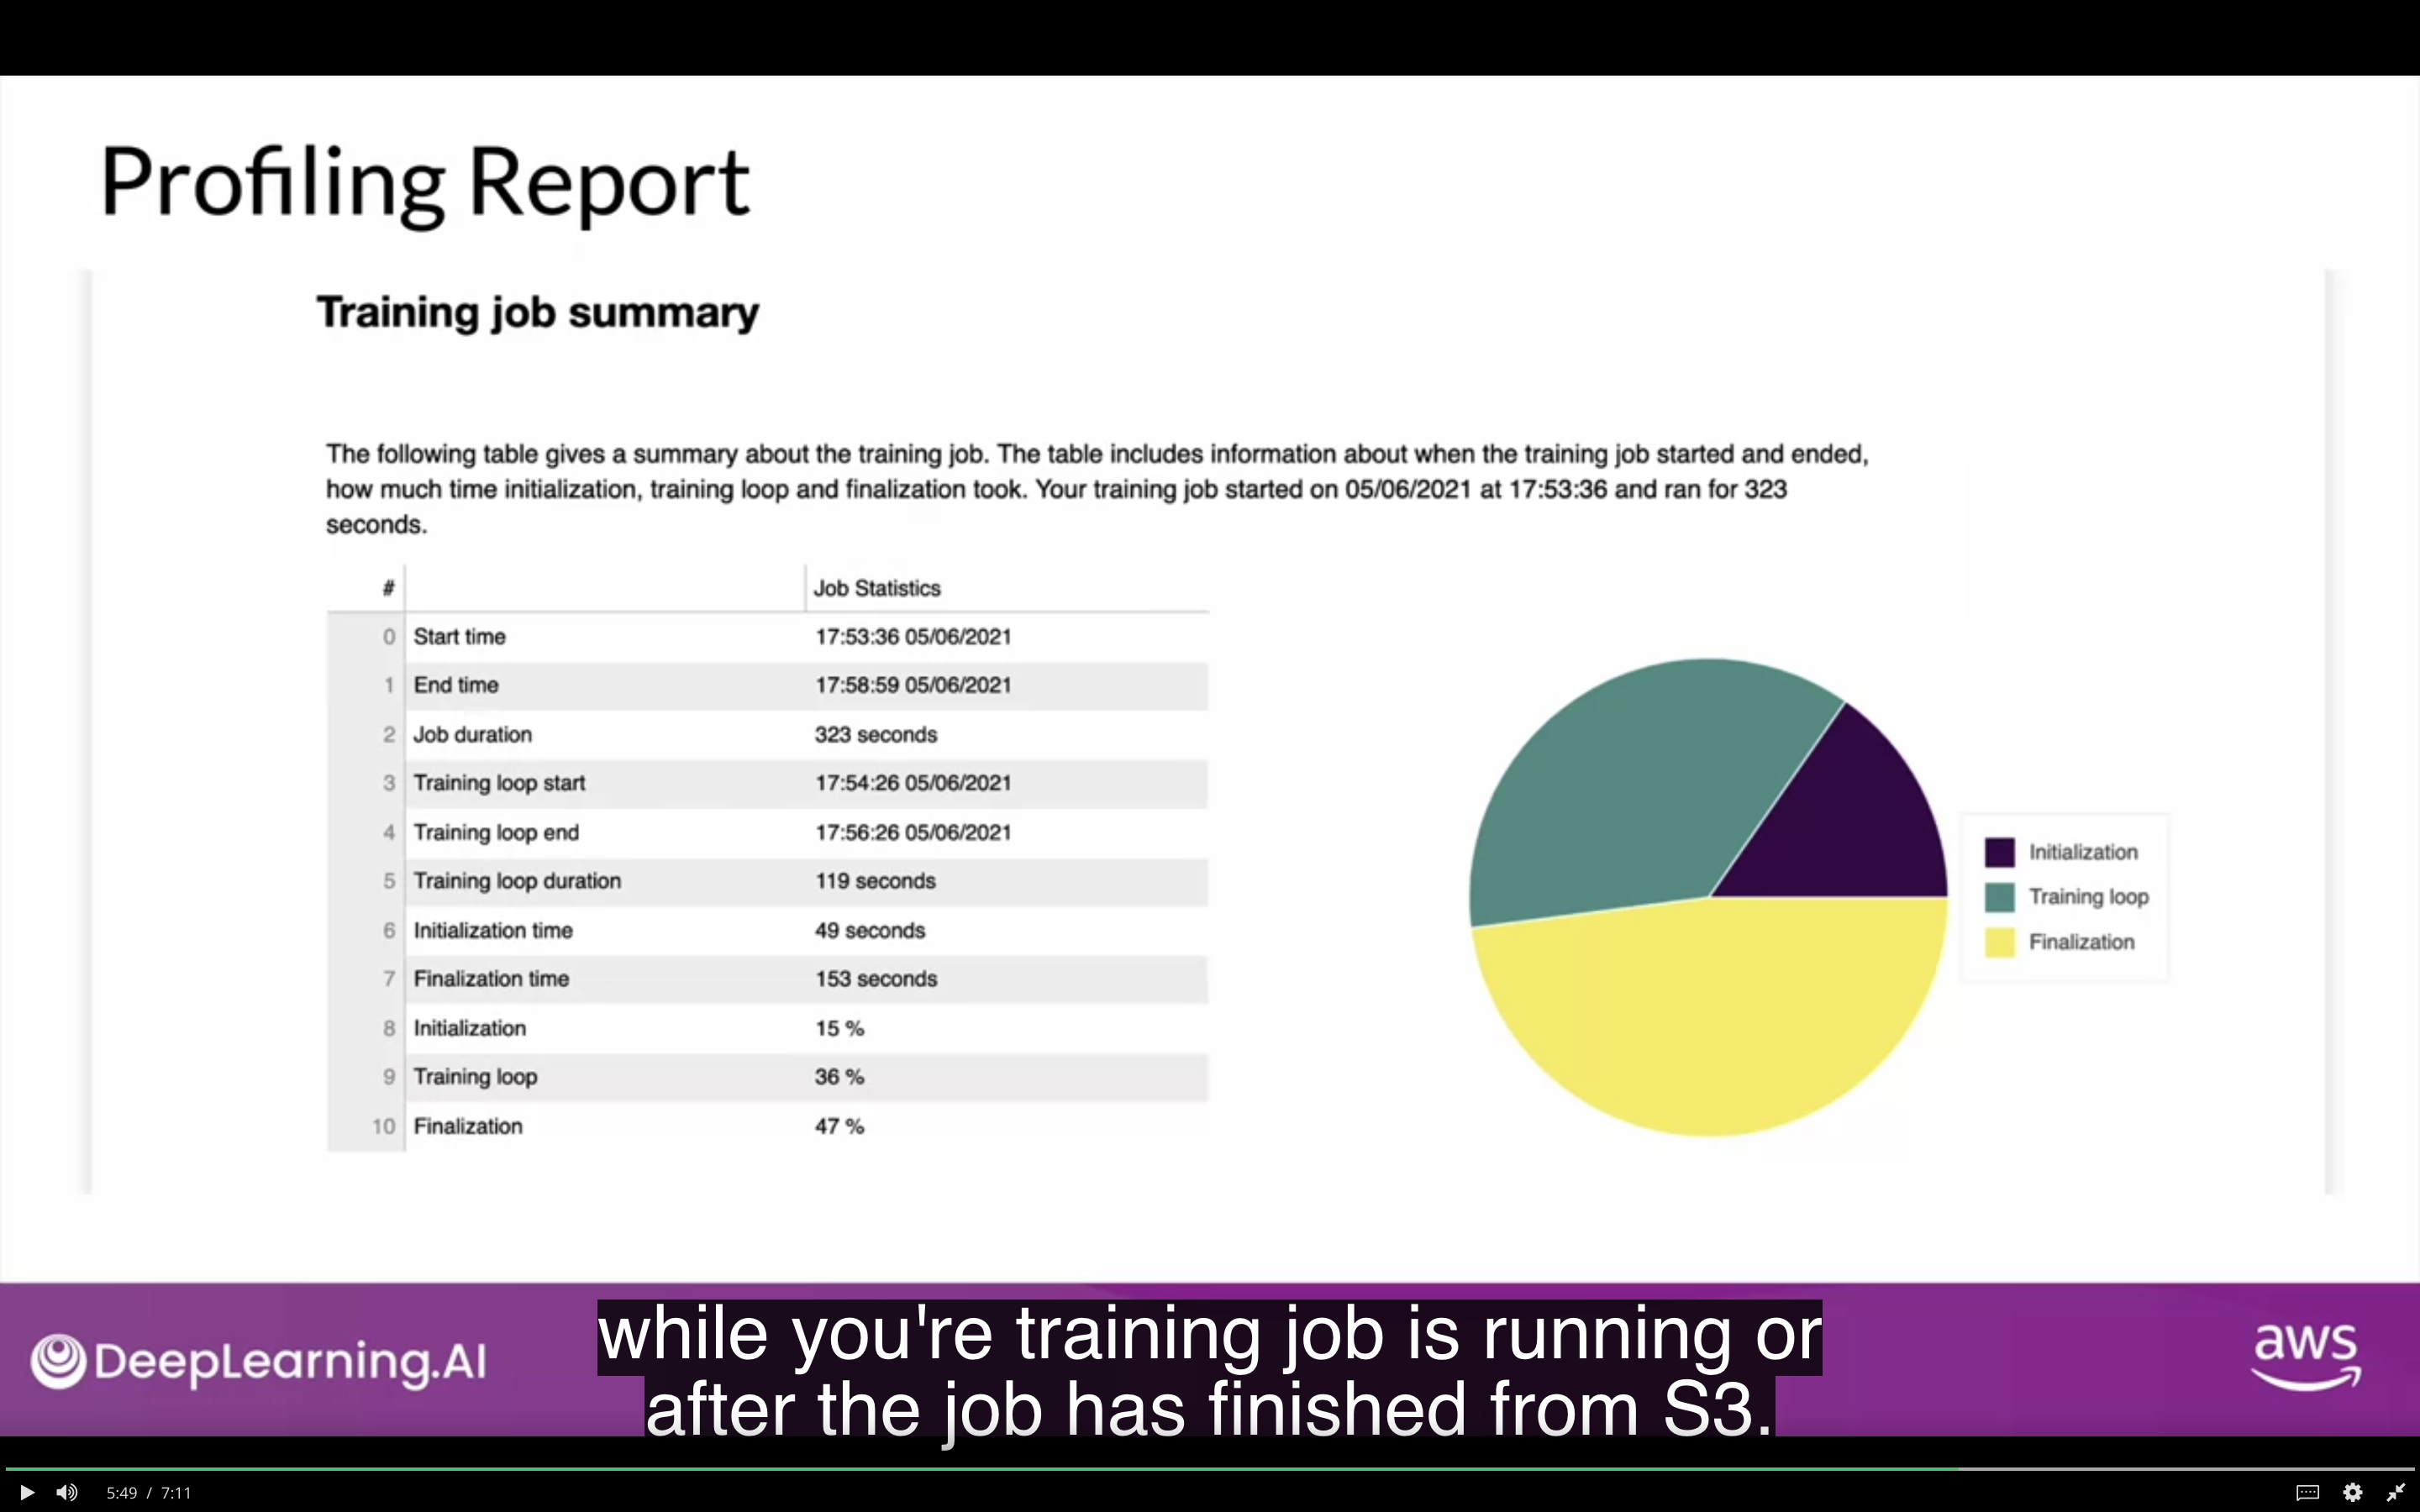 Profiling Report
Training job summary
The following table gives a summary about the training job. The table includes information about when the training job started and ended,
how much time initialization, training loop and finalization took. Your training job started on 05/06/2021 at 17:53:36 and ran for 323
seconds.
# Job Statistics
0 Start time 17:53:36 05/06/2021
1 End time 17:58:59 05/06/2021
2 Job duration 323 seconds
3 Training loop start 17:54:26 05/06/2021
4 Training loop end 17:56:26 05/06/2021
5 Training loop duration 119 seconds
6 Initialization time 49 seconds
7 Finalization time 153 seconds
8 Initialization 15 %
9 Training loop 36 %
10 Finalization 47 %
Initialization
Training loop
Finalization
DeepLearning.AI
while you're training job is running or
after the job has finished from S3.
aws
5:49 / 7:11